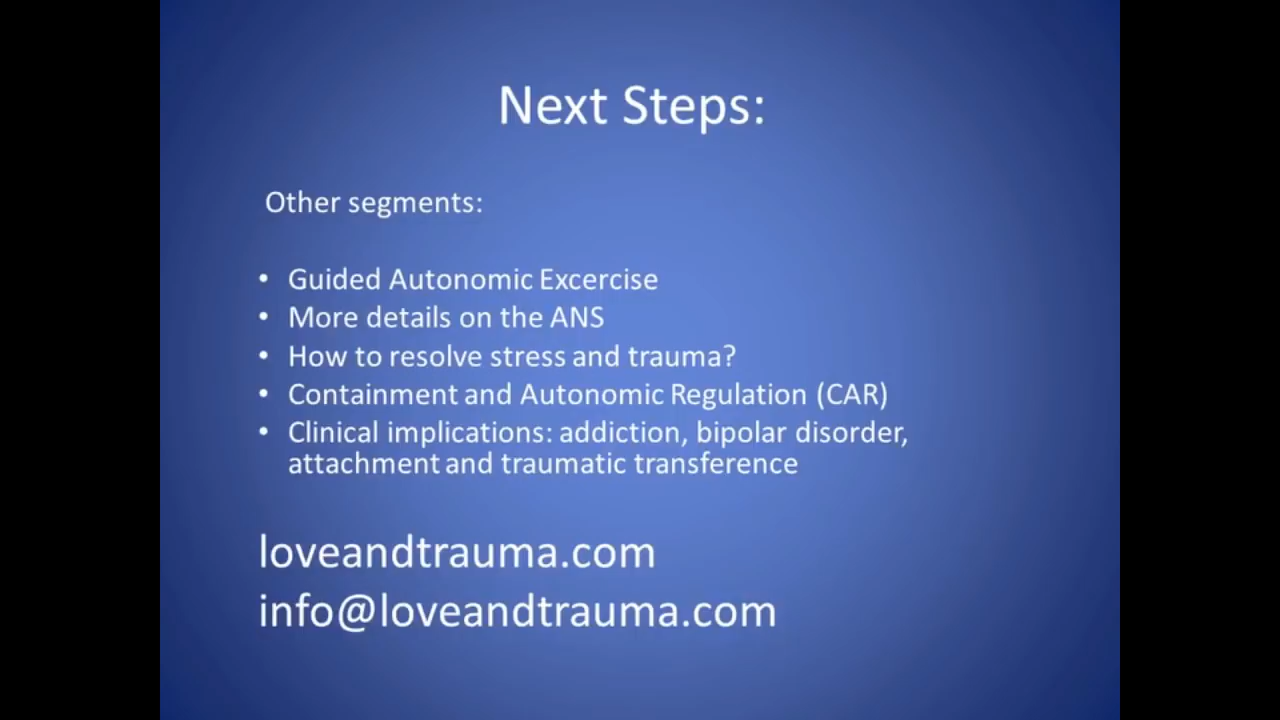 Next Steps:
Other segments:
• Guided Autonomic Excercise
• More details on the ANS
• How to resolve stress and trauma?
• Containment and Autonomic Regulation (CAR)
• Clinical implications: addiction, bipolar disorder,
attachment and traumatic transference
loveandtrauma.com
info@loveandtrauma.com